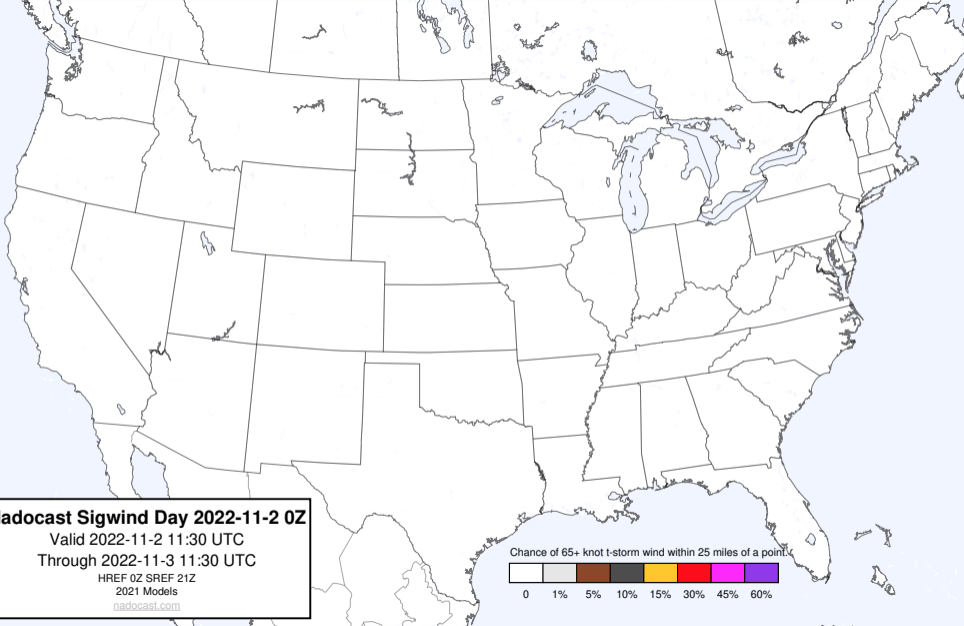 adocast Sigwind Day 2022-11-2 0Z
Valid 2022-11-2 11:30 UTC
Through 2022-11-3 11:30 UTC
HREF 0Z SREF 21Z
2021 Models
nadocast.com
Chance of 65+ knot t-storm wind within 25 miles of a point.
0 1% 5% 10% 15% 30% 45% 60%